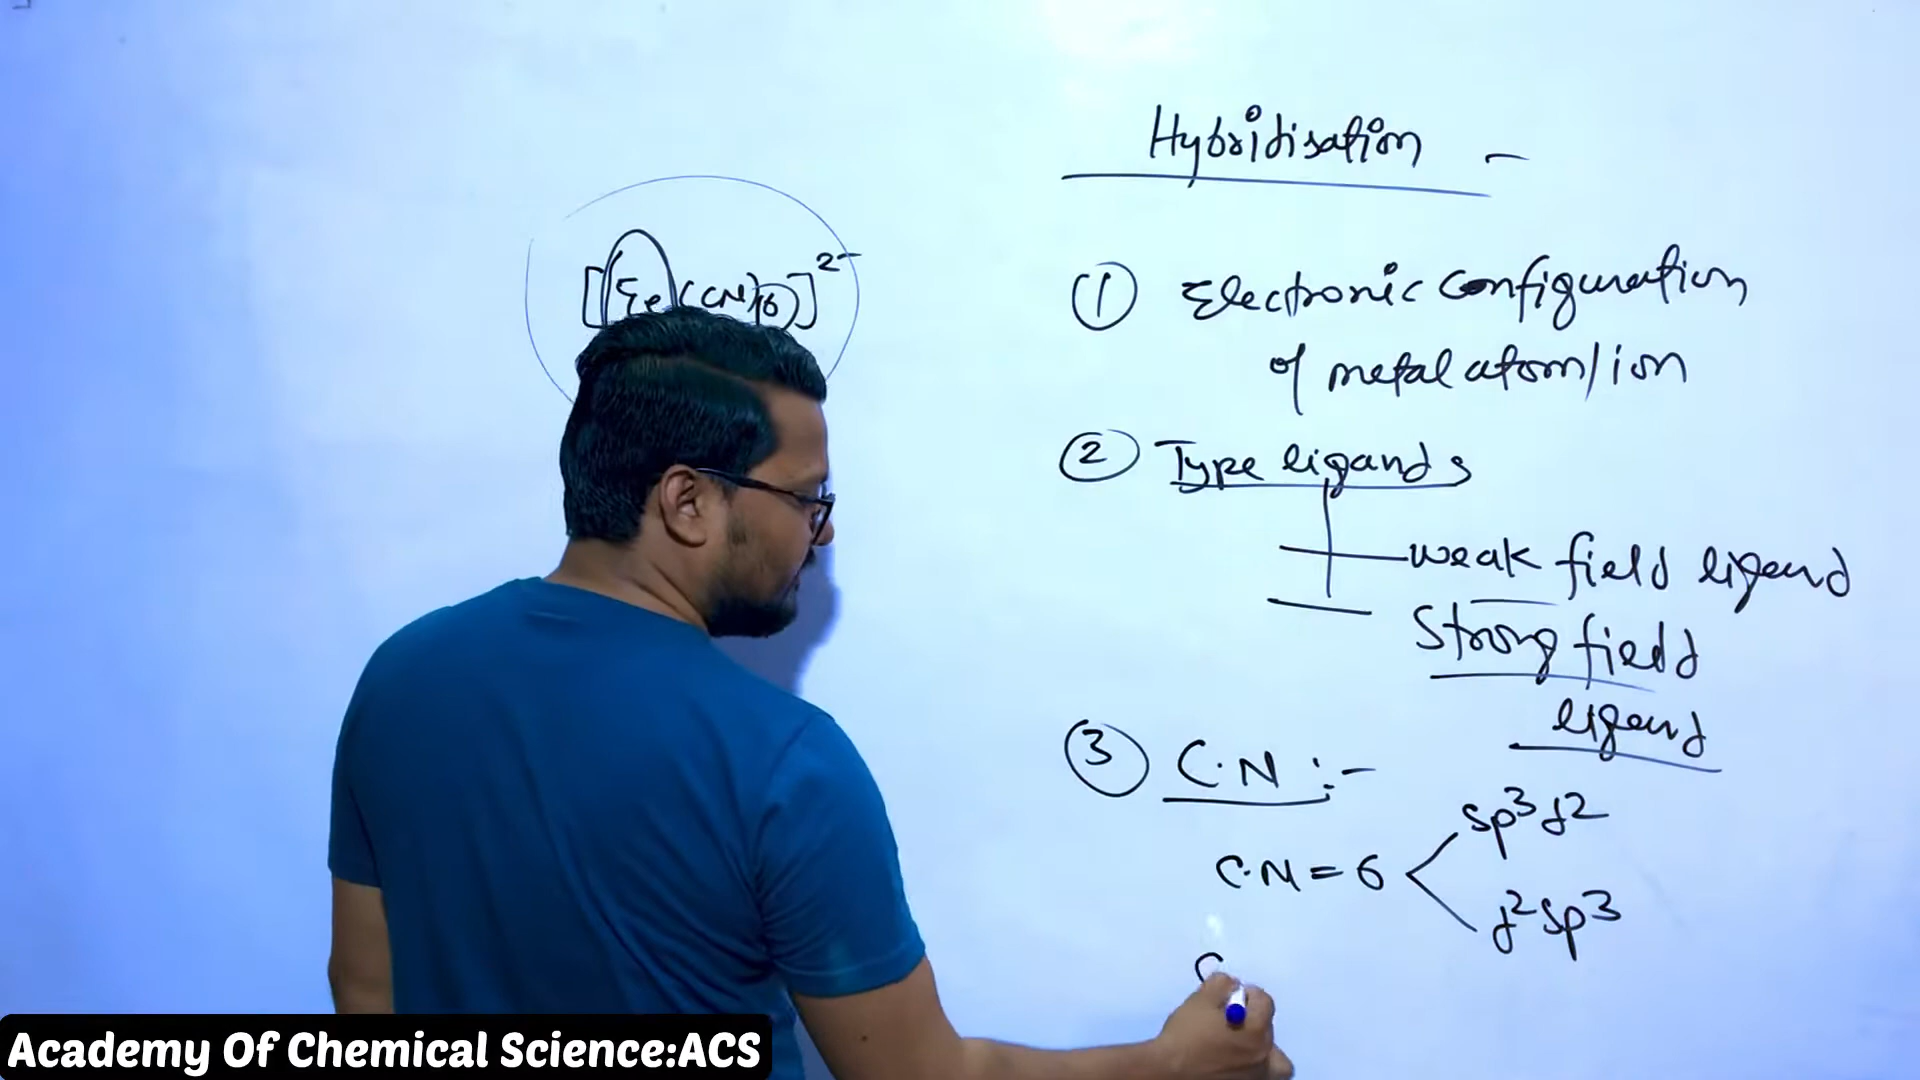 Hybridisation -
[Fe(CN)6]2-
① Electronic Configuration
of metal atom/ion
② Type ligands
weak field ligand
Strong field
ligand
③ C.N :-
sp3d2
C.N = 6
d2sp3
C
Academy Of Chemical Science:ACS